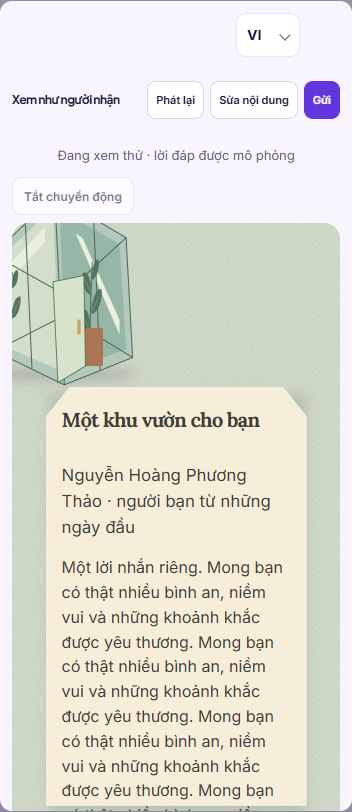 VI
Xem như người nhận
Phát lại
Sửa nội dung
Gửi
Đang xem thử · lời đáp được mô phỏng
Tắt chuyển động
Một khu vườn cho bạn
Nguyễn Hoàng Phương
Thảo · người bạn từ những
ngày đầu
Một lời nhắn riêng. Mong bạn
có thật nhiều bình an, niềm
vui và những khoảnh khắc
được yêu thương. Mong bạn
có thật nhiều bình an, niềm
vui và những khoảnh khắc
được yêu thương. Mong bạn
có thật nhiều bình an, niềm
vui và những khoảnh khắc
được yêu thương. Mong bạn